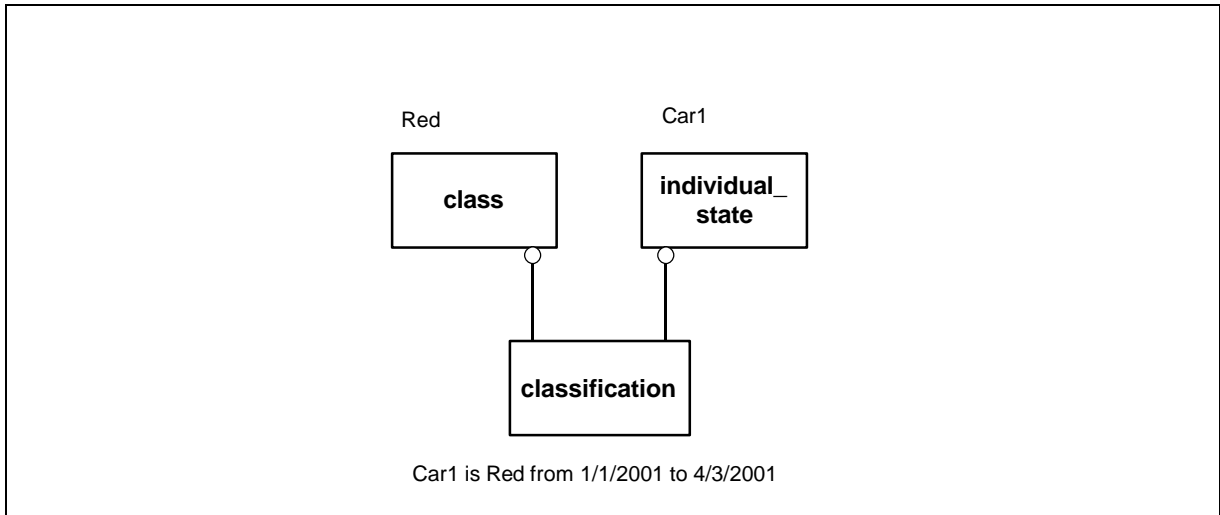 Red
Car1
class
individual_
state
classification
Car1 is Red from 1/1/2001 to 4/3/2001